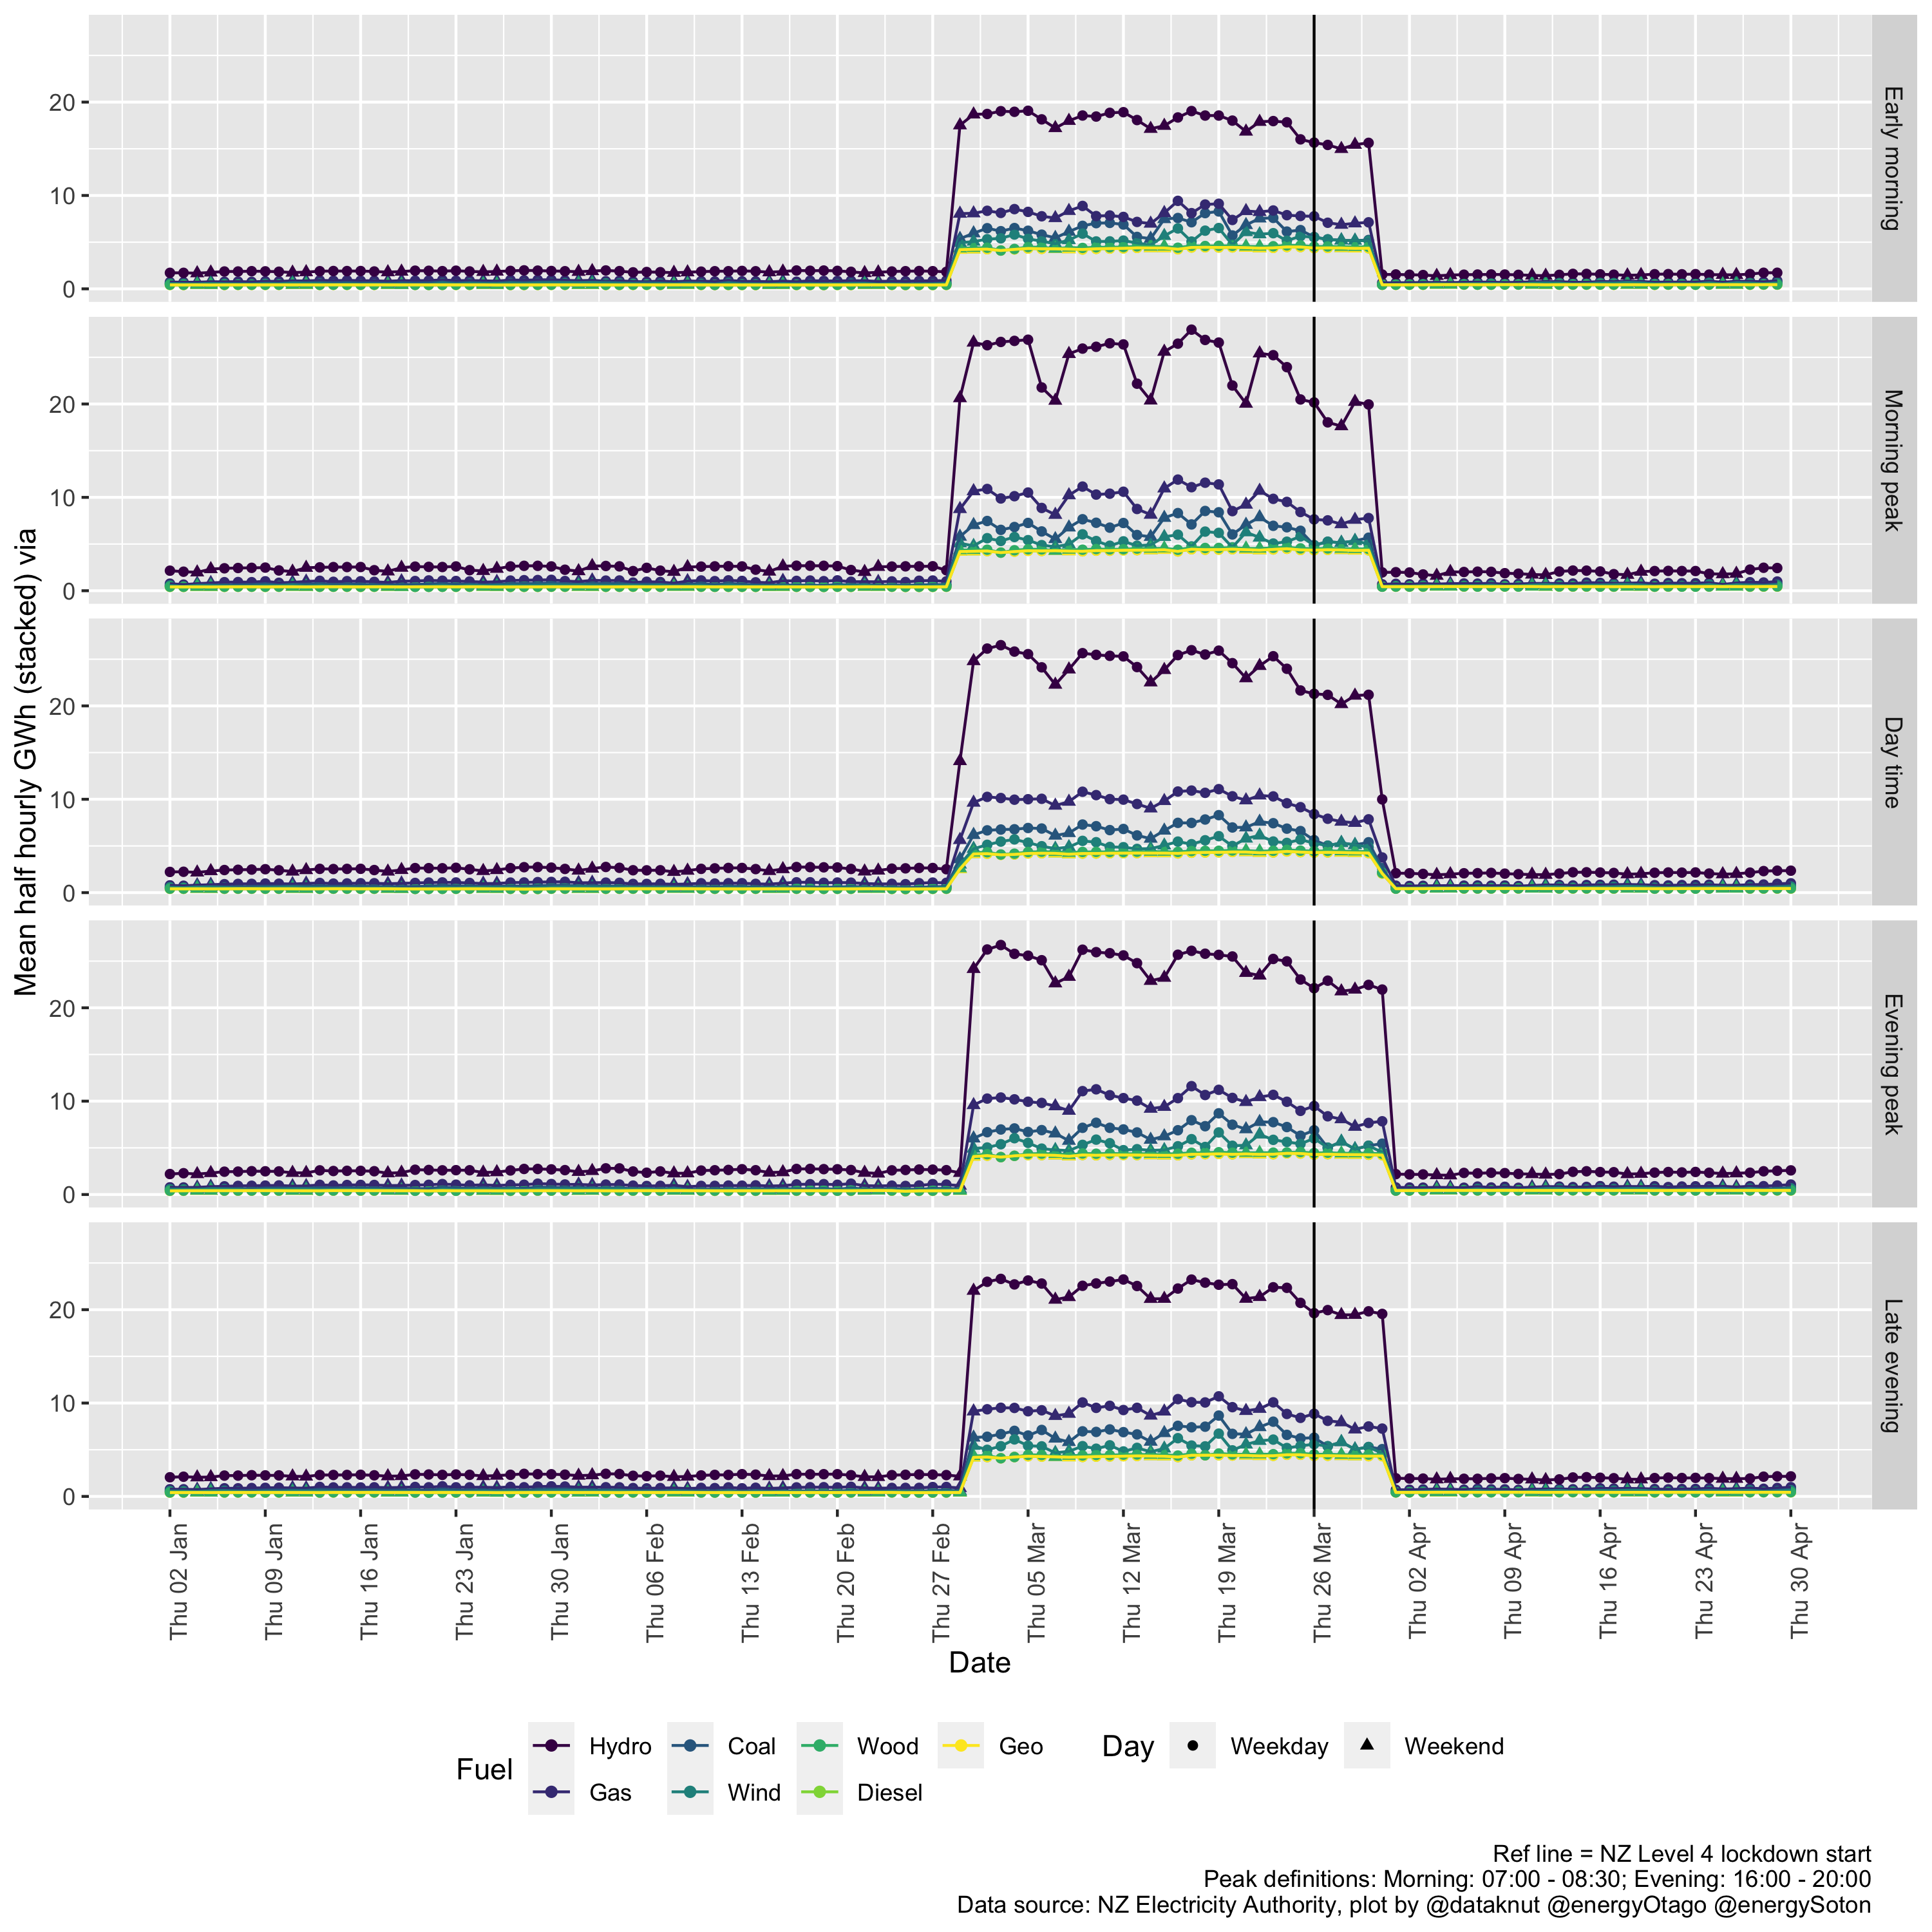 Mean half hourly GWh (stacked) via
20
10
0
Early morning
20
10
0
Morning peak
20
10
0
Day time
20
10
0
Evening peak
20
10
0
Late evening
Thu 02 Jan
Thu 09 Jan
Thu 16 Jan
Thu 23 Jan
Thu 30 Jan
Thu 06 Feb
Thu 13 Feb
Thu 20 Feb
Thu 27 Feb
Thu 05 Mar
Thu 12 Mar
Thu 19 Mar
Thu 26 Mar
Thu 02 Apr
Thu 09 Apr
Thu 16 Apr
Thu 23 Apr
Thu 30 Apr
Date
Fuel
Hydro
Coal
Wood
Geo
Gas
Wind
Diesel
Day
Weekday
Weekend
Ref line = NZ Level 4 lockdown start
Peak definitions: Morning: 07:00 - 08:30; Evening: 16:00 - 20:00
Data source: NZ Electricity Authority, plot by @dataknut @energyOtago @energySoton